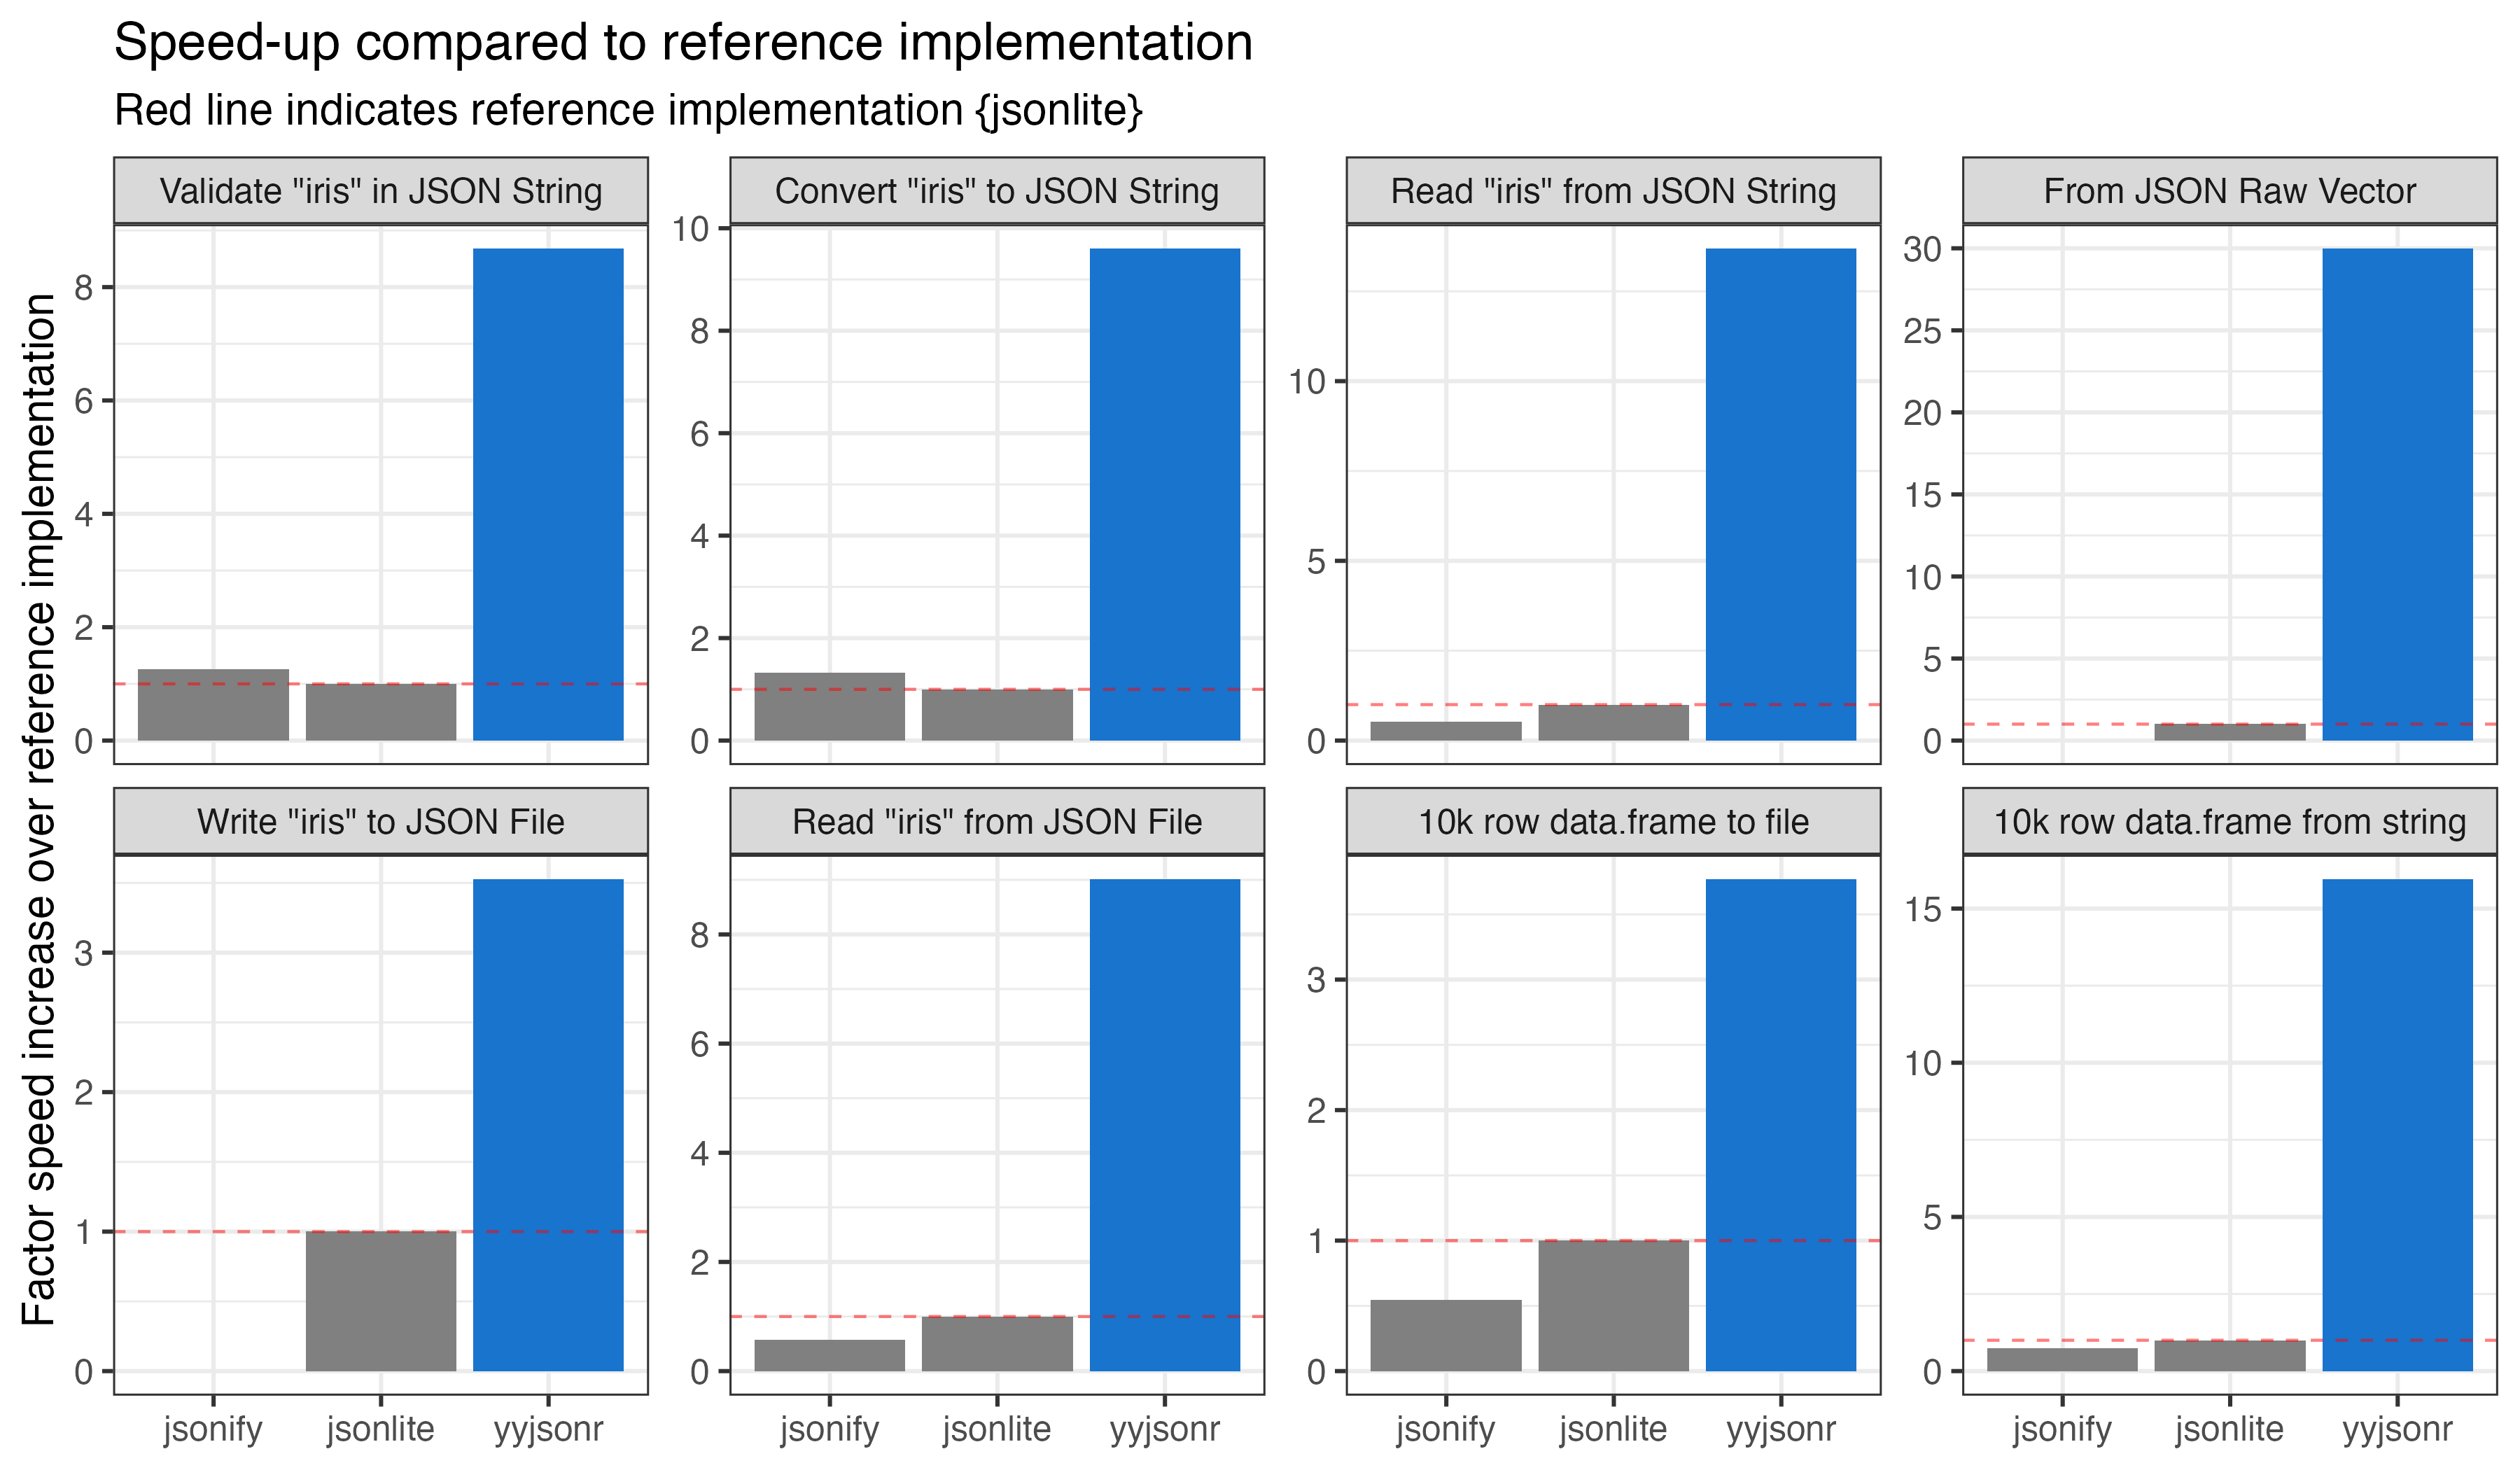 Speed-up compared to reference implementation
Red line indicates reference implementation {jsonlite}
Factor speed increase over reference implementation
Validate "iris" in JSON String
8
6
4
2
0
Convert "iris" to JSON String
10
8
6
4
2
0
Read "iris" from JSON String
10
5
0
From JSON Raw Vector
30
25
20
15
10
5
0
Write "iris" to JSON File
3
2
1
0
jsonify jsonlite yyjsonr
Read "iris" from JSON File
8
6
4
2
0
jsonify jsonlite yyjsonr
10k row data.frame to file
3
2
1
0
jsonify jsonlite yyjsonr
10k row data.frame from string
15
10
5
0
jsonify jsonlite yyjsonr